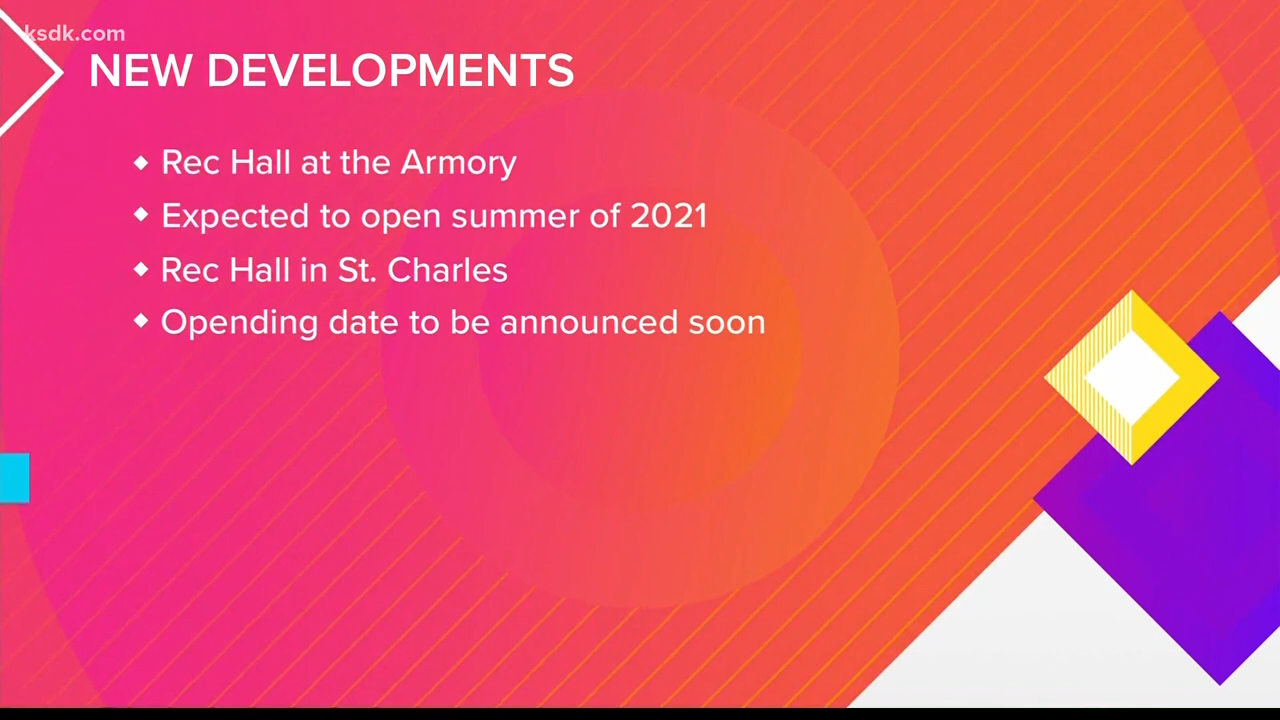 ksdk.com
NEW DEVELOPMENTS
Rec Hall at the Armory
Expected to open summer of 2021
Rec Hall in St. Charles
Opending date to be announced soon